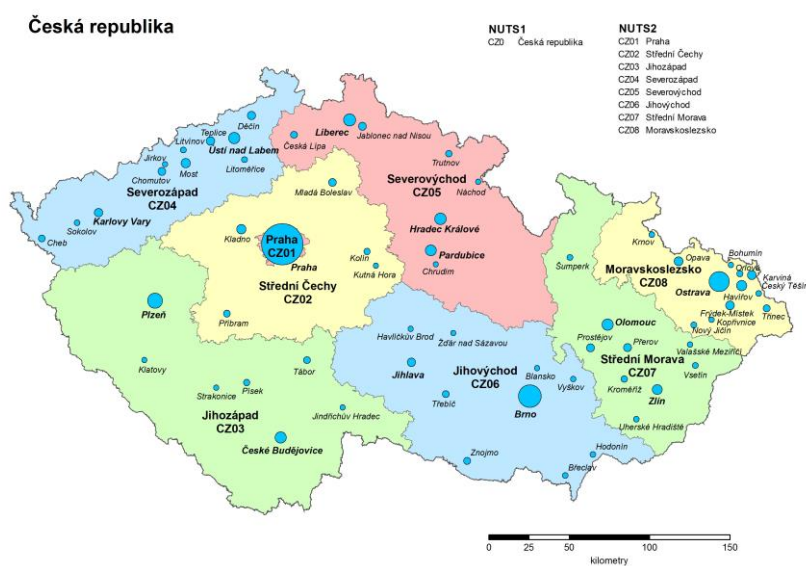 Česká republika
NUTS1
CZ0 Česká republika
NUTS2
CZ01 Praha
CZ02 Střední Čechy
CZ03 Jihozápad
CZ04 Severozápad
CZ05 Severovýchod
CZ06 Jihovýchod
CZ07 Střední Morava
CZ08 Moravskoslezsko
Děčín
Teplice
Ústí nad Labem
Litvínov
Jirkov
Most
Chomutov
Litoměřice
Severozápad
CZ04
Karlovy Vary
Sokolov
Cheb
Liberec
Jablonec nad Nisou
Česká Lípa
Trutnov
Severovýchod
CZ05
Náchod
Hradec Králové
Pardubice
Chrudim
Mladá Boleslav
Kladno
Praha
CZ01
Praha
Kolín
Kutná Hora
Střední Čechy
CZ02
Příbram
Plzeň
Klatovy
Tábor
Písek
Strakonice
Jihozápad
CZ03
Jindřichův Hradec
České Budějovice
Havlíčkův Brod
Žďár nad Sázavou
Jihlava
Jihovýchod
CZ06
Blansko
Vyškov
Třebíč
Brno
Znojmo
Hodonín
Břeclav
Šumperk
Olomouc
Prostějov
Přerov
Střední Morava
CZ07
Valašské Meziříčí
Vsetín
Kroměříž
Zlín
Uherské Hradiště
Krnov
Opava
Bohumín
Orlová
Karviná
Český Těšín
Moravskoslezsko
CZ08
Ostrava
Havířov
Třinec
Frýdek-Místek
Kopřivnice
Nový Jičín
0 25 50 100 150
kilometry